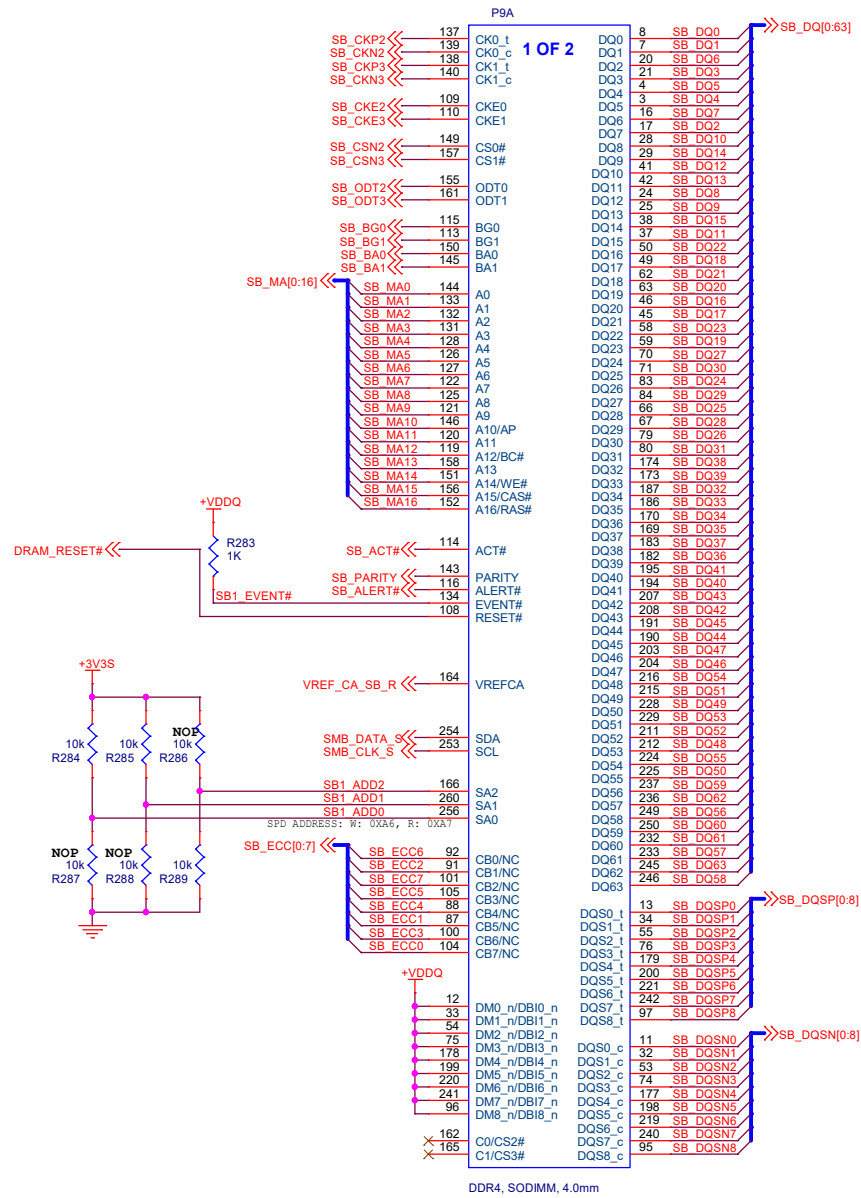 P9A
1 OF 2
SB_CKP2 137 CK0_t
SB_CKN2 139 CK0_c
SB_CKP3 138 CK1_t
SB_CKN3 140 CK1_c
SB_CKE2 109 CKE0
SB_CKE3 110 CKE1
SB_CSN2 149 CS0#
SB_CSN3 157 CS1#
SB_ODT2 155 ODT0
SB_ODT3 161 ODT1
SB_BG0 115 BG0
SB_BG1 113 BG1
SB_BA0 150 BA0
SB_BA1 145 BA1
SB_MA[0:16]
SB_MA0 144 A0
SB_MA1 133 A1
SB_MA2 132 A2
SB_MA3 131 A3
SB_MA4 128 A4
SB_MA5 126 A5
SB_MA6 127 A6
SB_MA7 122 A7
SB_MA8 125 A8
SB_MA9 121 A9
SB_MA10 146 A10/AP
SB_MA11 120 A11
SB_MA12 119 A12/BC#
SB_MA13 158 A13
SB_MA14 151 A14/WE#
SB_MA15 156 A15/CAS#
SB_MA16 152 A16/RAS#
+VDDQ
R283
1K
DRAM_RESET#
SB_ACT# 114 ACT#
SB_PARITY 143 PARITY
SB_ALERT# 116 ALERT#
SB1_EVENT# 134 EVENT#
108 RESET#
VREF_CA_SB_R 164 VREFCA
SMB_DATA_S 254 SDA
SMB_CLK_S 253 SCL
+3V3S
10k
R284
10k
R285
NOP
10k
R286
SB1_ADD2 166 SA2
SB1_ADD1 260 SA1
SB1_ADD0 256 SA0
SPD ADDRESS: W: 0XA6, R: 0XA7
NOP
10k
R287
NOP
10k
R288
10k
R289
SB_ECC[0:7]
SB_ECC6 92 CB0/NC
SB_ECC2 91 CB1/NC
SB_ECC7 101 CB2/NC
SB_ECC5 105 CB3/NC
SB_ECC4 88 CB4/NC
SB_ECC1 87 CB5/NC
SB_ECC3 100 CB6/NC
SB_ECC0 104 CB7/NC
+VDDQ
12 DM0_n/DBI0_n
33 DM1_n/DBI1_n
54 DM2_n/DBI2_n
75 DM3_n/DBI3_n
178 DM4_n/DBI4_n
199 DM5_n/DBI5_n
220 DM6_n/DBI6_n
241 DM7_n/DBI7_n
96 DM8_n/DBI8_n
162 C0/CS2#
165 C1/CS3#
SB_DQ[0:63]
DQ0 8 SB_DQ0
DQ1 7 SB_DQ1
DQ2 20 SB_DQ6
DQ3 21 SB_DQ3
DQ4 4 SB_DQ5
DQ5 3 SB_DQ4
DQ6 16 SB_DQ7
DQ7 17 SB_DQ2
DQ8 28 SB_DQ10
DQ9 29 SB_DQ14
DQ10 41 SB_DQ12
DQ11 42 SB_DQ13
DQ12 24 SB_DQ8
DQ13 25 SB_DQ9
DQ14 38 SB_DQ15
DQ15 37 SB_DQ11
DQ16 50 SB_DQ22
DQ17 49 SB_DQ18
DQ18 62 SB_DQ21
DQ19 63 SB_DQ20
DQ20 46 SB_DQ16
DQ21 45 SB_DQ17
DQ22 58 SB_DQ23
DQ23 59 SB_DQ19
DQ24 70 SB_DQ27
DQ25 71 SB_DQ30
DQ26 83 SB_DQ24
DQ27 84 SB_DQ29
DQ28 66 SB_DQ25
DQ29 67 SB_DQ28
DQ30 79 SB_DQ26
DQ31 80 SB_DQ31
DQ32 174 SB_DQ38
DQ33 173 SB_DQ39
DQ34 187 SB_DQ32
DQ35 186 SB_DQ33
DQ36 170 SB_DQ34
DQ37 169 SB_DQ35
DQ38 183 SB_DQ37
DQ39 182 SB_DQ36
DQ40 195 SB_DQ41
DQ41 194 SB_DQ40
DQ42 207 SB_DQ43
DQ43 208 SB_DQ42
DQ44 191 SB_DQ45
DQ45 190 SB_DQ44
DQ46 203 SB_DQ47
DQ47 204 SB_DQ46
DQ48 216 SB_DQ54
DQ49 215 SB_DQ51
DQ50 228 SB_DQ49
DQ51 229 SB_DQ53
DQ52 211 SB_DQ52
DQ53 212 SB_DQ48
DQ54 224 SB_DQ55
DQ55 225 SB_DQ50
DQ56 237 SB_DQ59
DQ57 236 SB_DQ62
DQ58 249 SB_DQ56
DQ59 250 SB_DQ60
DQ60 232 SB_DQ61
DQ61 233 SB_DQ57
DQ62 245 SB_DQ63
DQ63 246 SB_DQ58
SB_DQSP[0:8]
DQS0_t 13 SB_DQSP0
DQS1_t 34 SB_DQSP1
DQS2_t 55 SB_DQSP2
DQS3_t 76 SB_DQSP3
DQS4_t 179 SB_DQSP4
DQS5_t 200 SB_DQSP5
DQS6_t 221 SB_DQSP6
DQS7_t 242 SB_DQSP7
DQS8_t 97 SB_DQSP8
SB_DQSN[0:8]
DQS0_c 11 SB_DQSN0
DQS1_c 32 SB_DQSN1
DQS2_c 53 SB_DQSN2
DQS3_c 74 SB_DQSN3
DQS4_c 177 SB_DQSN4
DQS5_c 198 SB_DQSN5
DQS6_c 219 SB_DQSN6
DQS7_c 240 SB_DQSN7
DQS8_c 95 SB_DQSN8
DDR4, SODIMM, 4.0mm